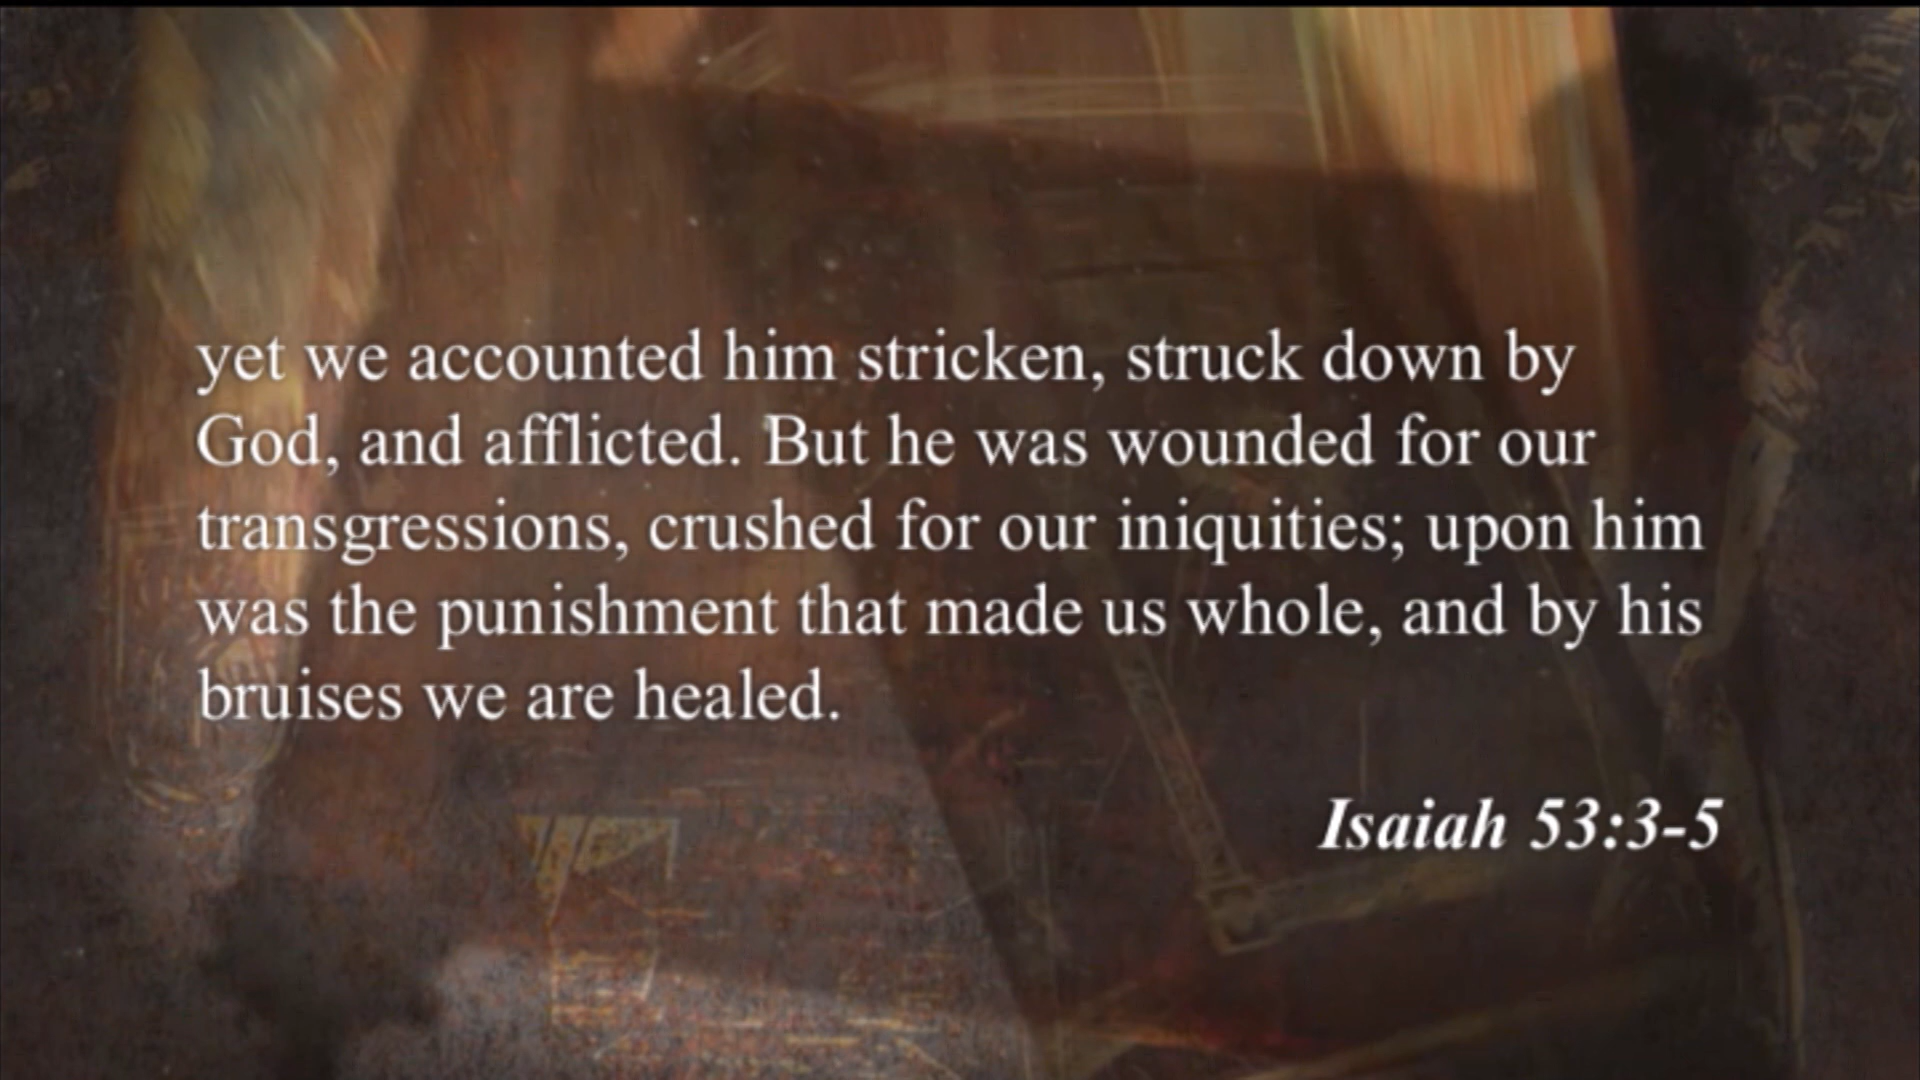 yet we accounted him stricken, struck down by
God, and afflicted. But he was wounded for our
transgressions, crushed for our iniquities; upon him
was the punishment that made us whole, and by his
bruises we are healed.
Isaiah 53:3-5